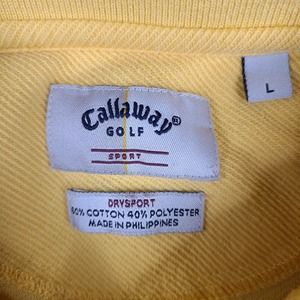 Callaway®
GOLF
SPORT
L
DRYSPORT
60% COTTON 40% POLYESTER
MADE IN PHILIPPINES